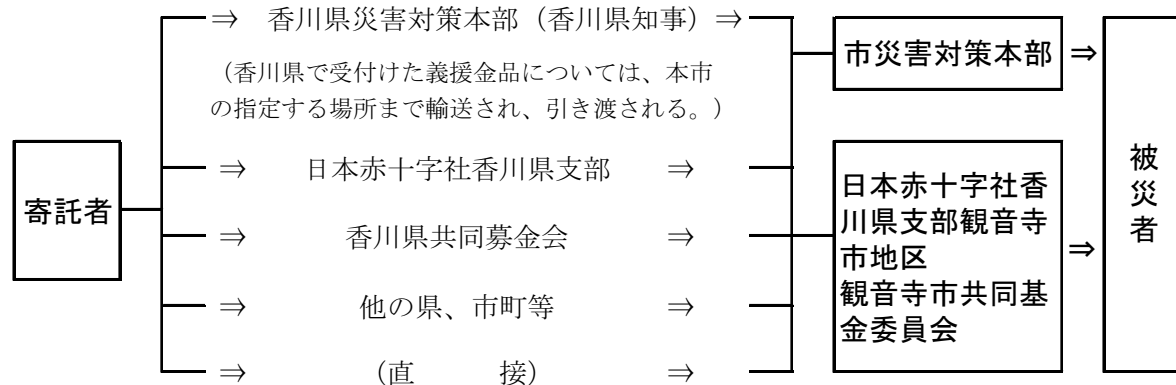 ⇒ 香川県災害対策本部（香川県知事）⇒
（香川県で受付けた義援金品については、本市
の指定する場所まで輸送され、引き渡される。）
市災害対策本部 ⇒
寄託者
⇒ 日本赤十字社香川県支部 ⇒
⇒ 香川県共同募金会 ⇒
⇒ 他の県、市町等 ⇒
⇒ （直 接） ⇒
日本赤十字社香
川県支部観音寺
市地区
観音寺市共同基
金委員会
⇒
被災者